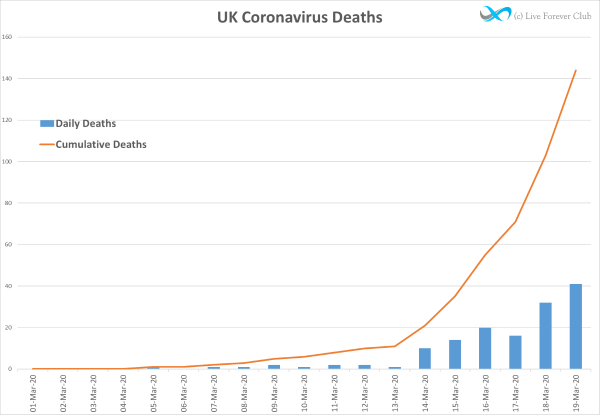 UK Coronavirus Deaths
(c) Live Forever Club
160
140
120
100
80
60
40
20
0
Daily Deaths
Cumulative Deaths
01-Mar-20
02-Mar-20
03-Mar-20
04-Mar-20
05-Mar-20
06-Mar-20
07-Mar-20
08-Mar-20
09-Mar-20
10-Mar-20
11-Mar-20
12-Mar-20
13-Mar-20
14-Mar-20
15-Mar-20
16-Mar-20
17-Mar-20
18-Mar-20
19-Mar-20